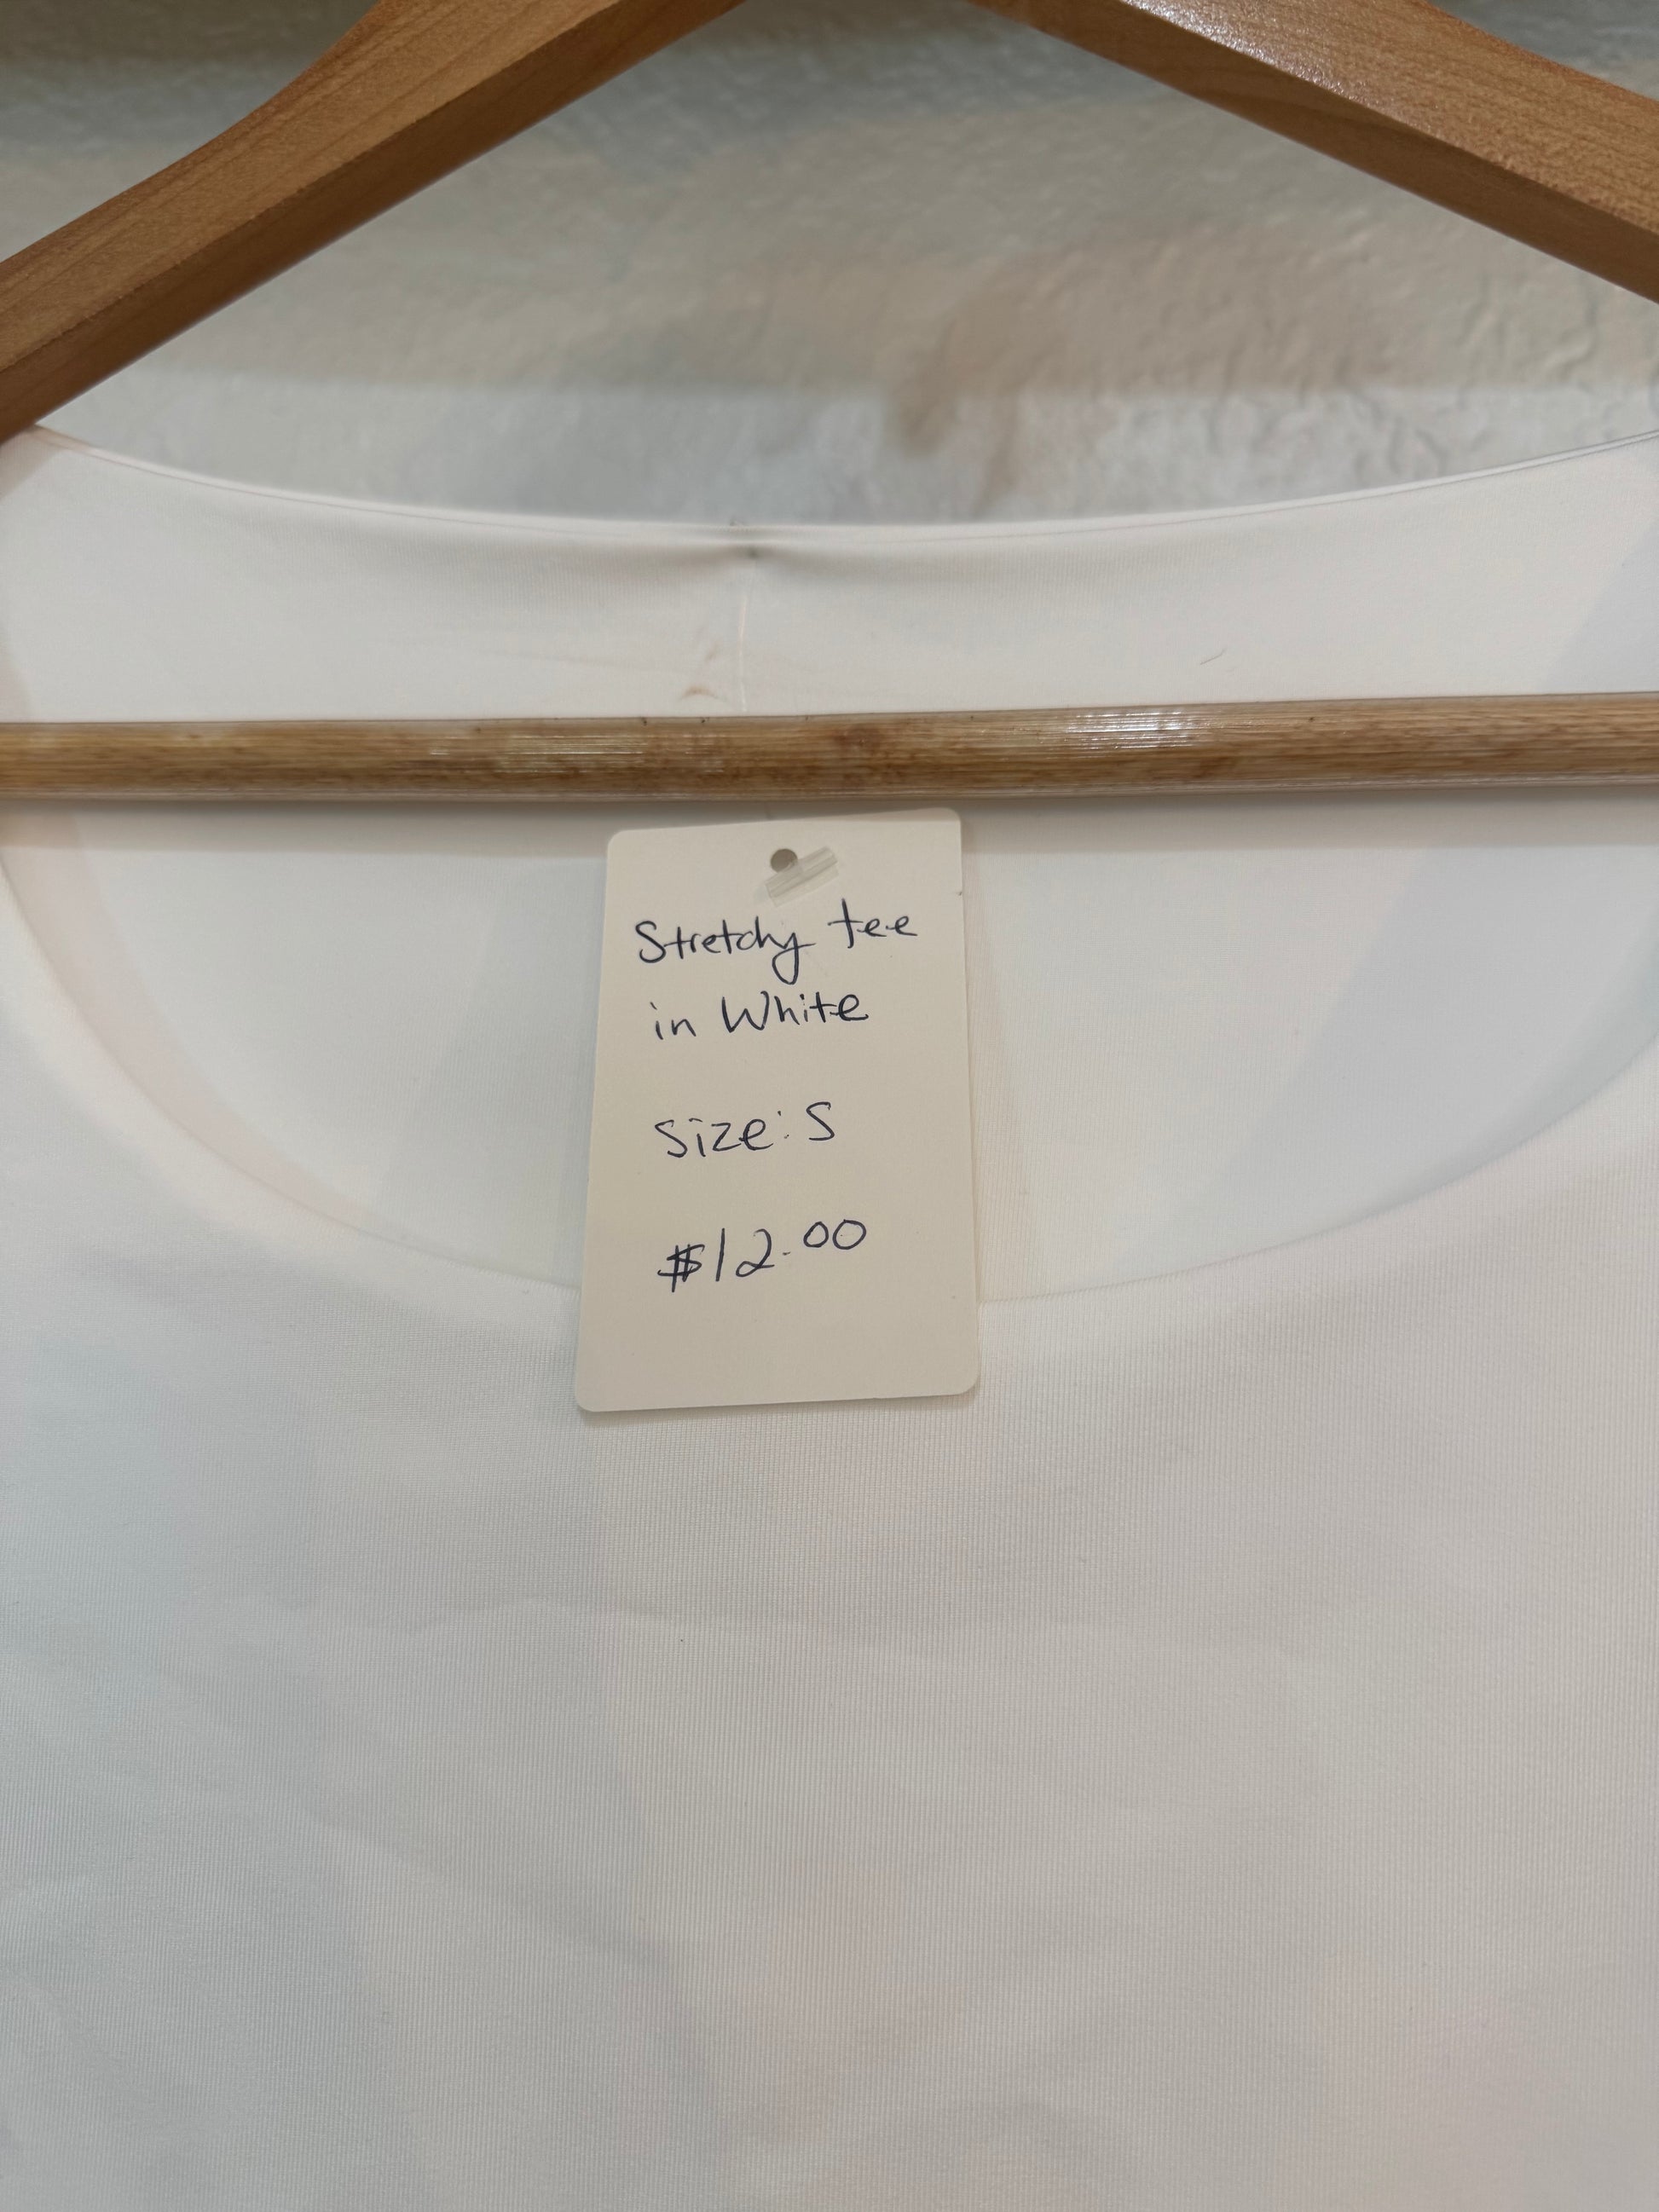 Stretchy tee
in White
Size: S
$12.00